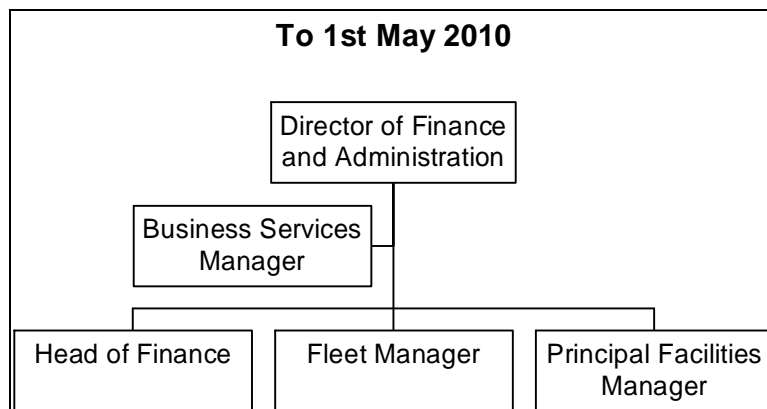 To 1st May 2010
Director of Finance
and Administration
Business Services
Manager
Head of Finance
Fleet Manager
Principal Facilities
Manager